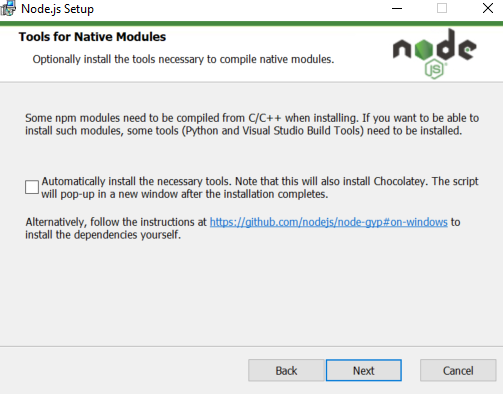 Node.js Setup
Tools for Native Modules
Optionally install the tools necessary to compile native modules.
node
JS
Some npm modules need to be compiled from C/C++ when installing. If you want to be able to
install such modules, some tools (Python and Visual Studio Build Tools) need to be installed.
Automatically install the necessary tools. Note that this will also install Chocolatey. The script
will pop-up in a new window after the installation completes.
Alternatively, follow the instructions at https://github.com/nodejs/node-gyp#on-windows to
install the dependencies yourself.
Back Next Cancel